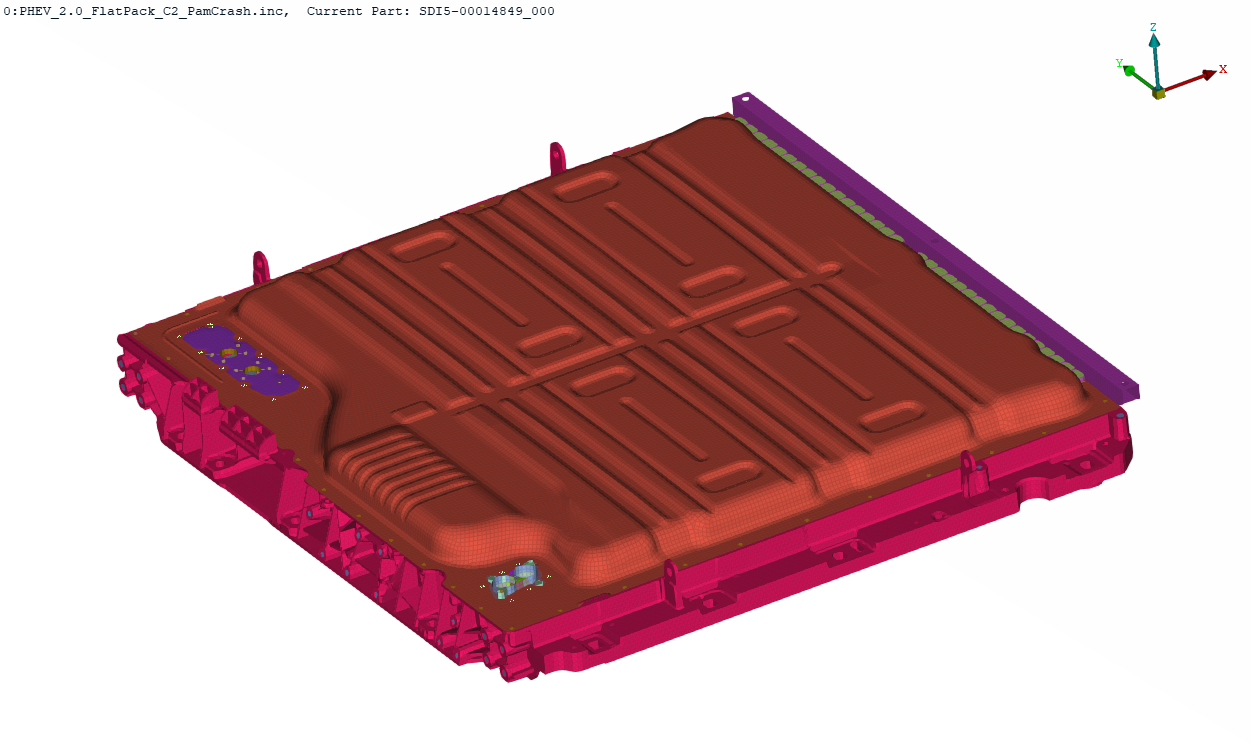 0:PHEV_2.0_FlatPack_C2_PamCrash.inc,  Current Part: SDI5-00014849_000
Z
Y
X